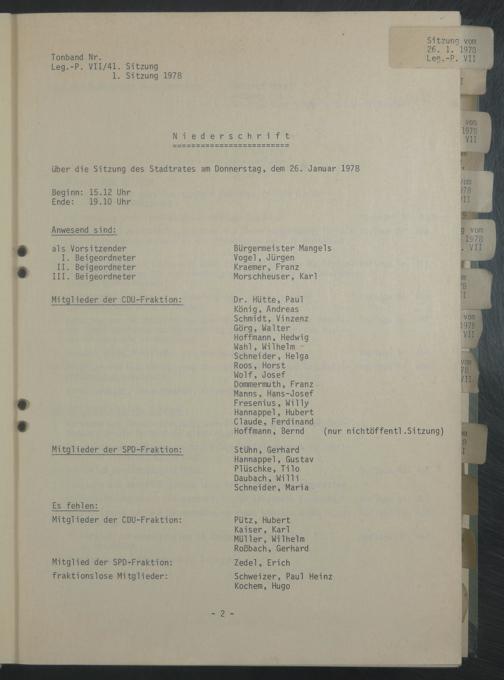 Tonband Nr.
Leg.-P. VII/41. Sitzung
1. Sitzung 1978
Sitzung vom
26. 1. 1978
Leg.-P. VII
Niederschrift
über die Sitzung des Stadtrates am Donnerstag, dem 26. Januar 1978
Beginn: 15.12 Uhr
Ende: 19.10 Uhr
Anwesend sind:
als Vorsitzender Bürgermeister Mangels
I. Beigeordneter Vogel, Jürgen
II. Beigeordneter Kraemer, Franz
III. Beigeordneter Morschheuser, Karl
Mitglieder der CDU-Fraktion: Dr. Hütte, Paul
König, Andreas
Schmidt, Vinzenz
Görg, Walter
Hoffmann, Hedwig
Wahl, Wilhelm
Schneider, Helga
Roos, Horst
Wolf, Josef
Dommermuth, Franz
Manns, Hans-Josef
Fresenius, Willy
Hannappel, Hubert
Claude, Ferdinand
Hoffmann, Bernd (nur nichtöffentl.Sitzung)
Mitglieder der SPD-Fraktion: Stühn, Gerhard
Hannappel, Gustav
Plüschke, Tilo
Daubach, Willi
Schneider, Maria
Es fehlen:
Mitglieder der CDU-Fraktion: Pütz, Hubert
Kaiser, Karl
Müller, Wilhelm
Roßbach, Gerhard
Mitglied der SPD-Fraktion: Zedel, Erich
fraktionslose Mitglieder: Schweizer, Paul Heinz
Kochem, Hugo
- 2 -